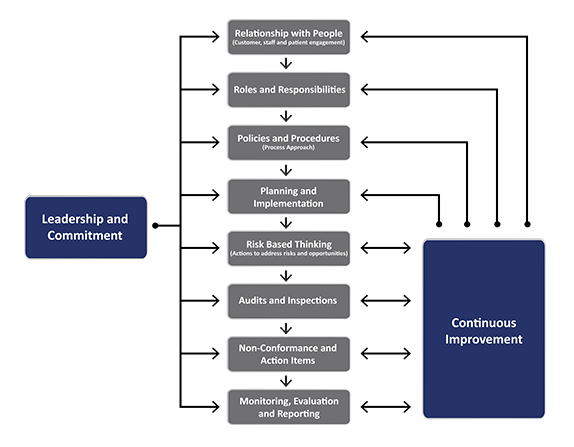 Relationship with People
(Customer, staff and patient engagement)
Roles and Responsibilities
Policies and Procedures
(Process Approach)
Planning and
Implementation
Leadership and
Commitment
Risk Based Thinking
(Actions to address risks and opportunities)
Audits and Inspections
Continuous
Improvement
Non-Conformance and
Action Items
Monitoring, Evaluation
and Reporting